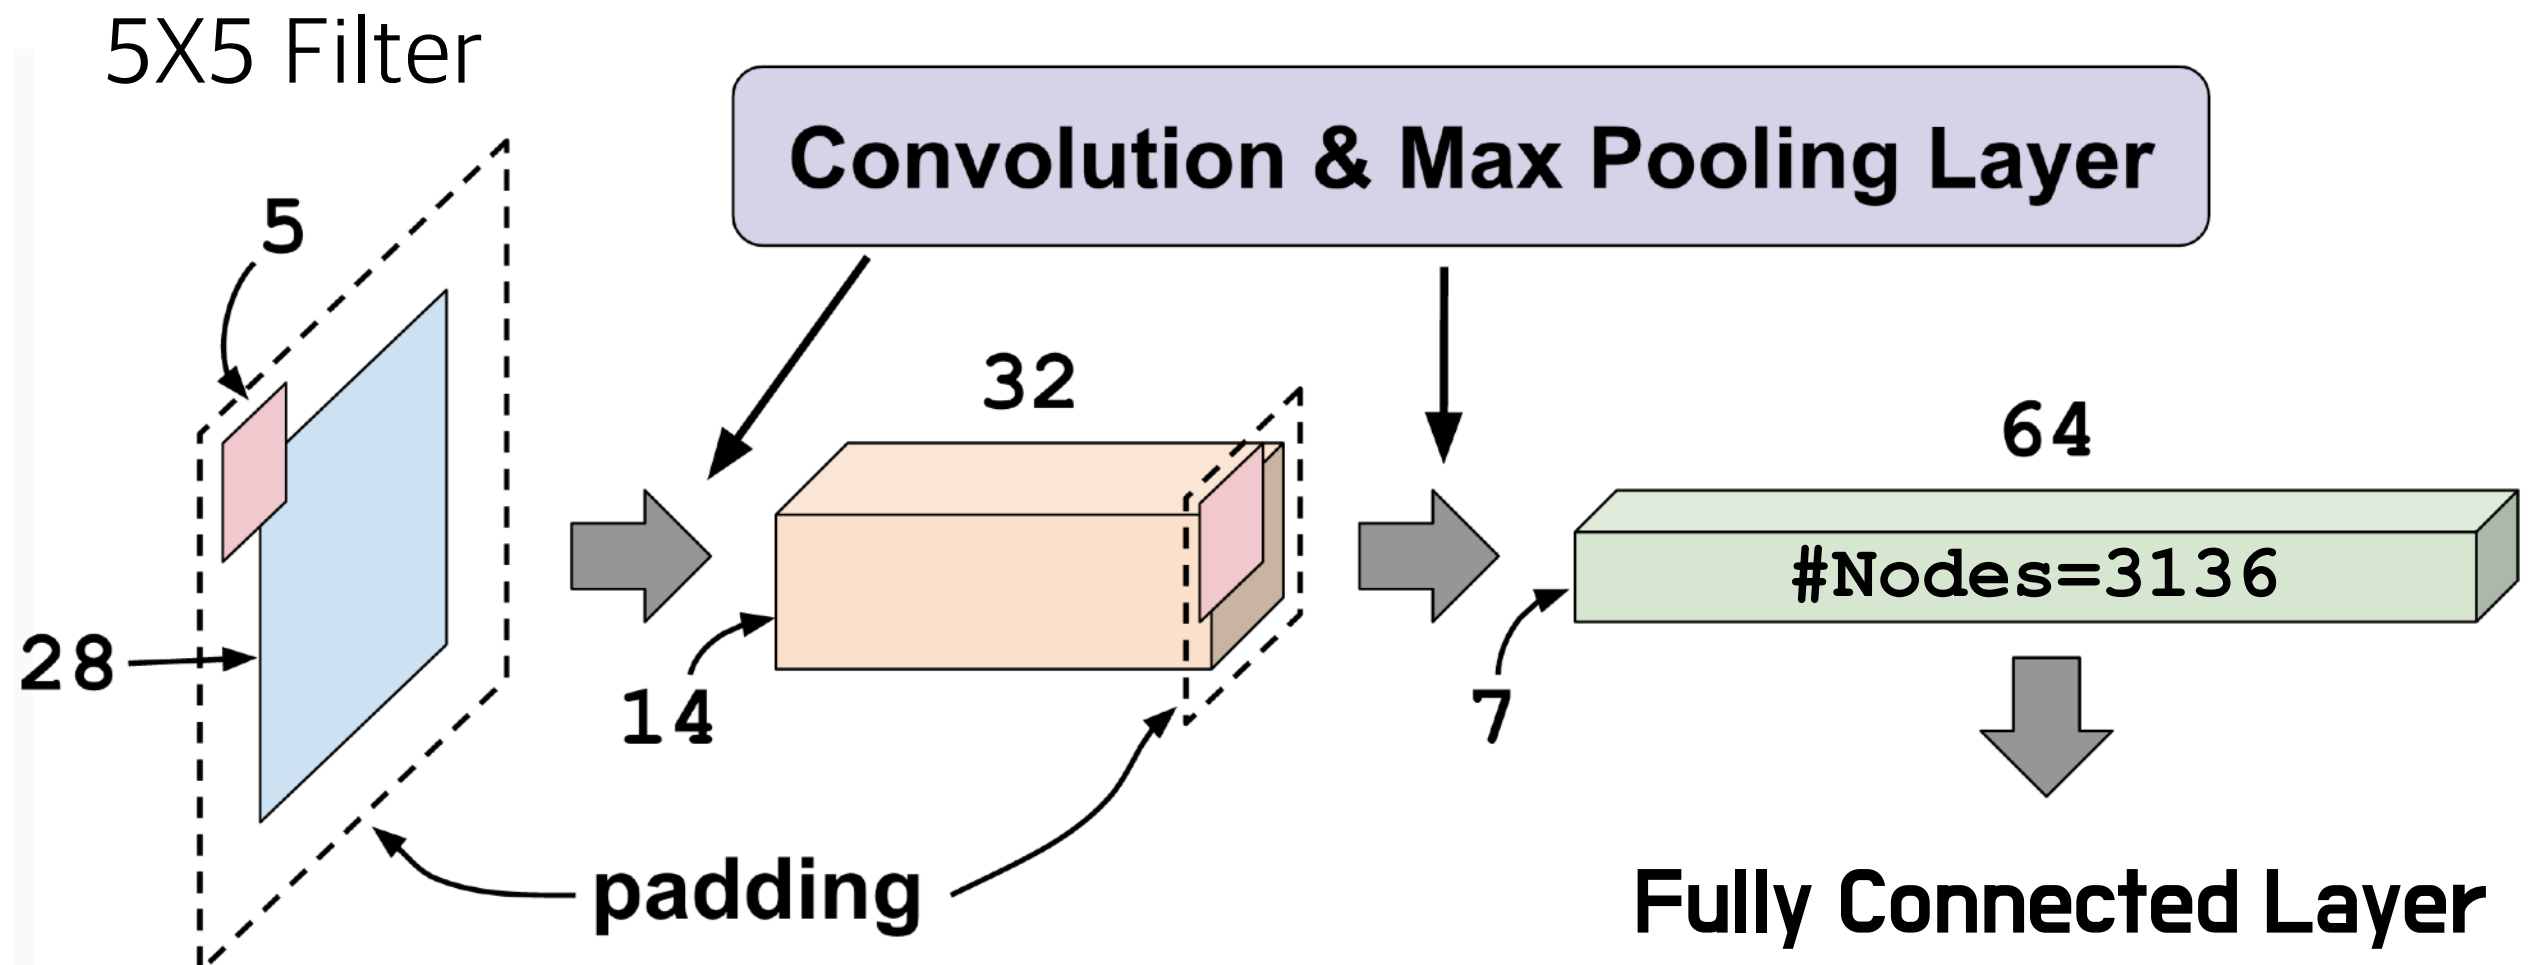 5X5 Filter
Convolution & Max Pooling Layer
5
32
64
#Nodes=3136
28
14
7
padding
Fully Connected Layer